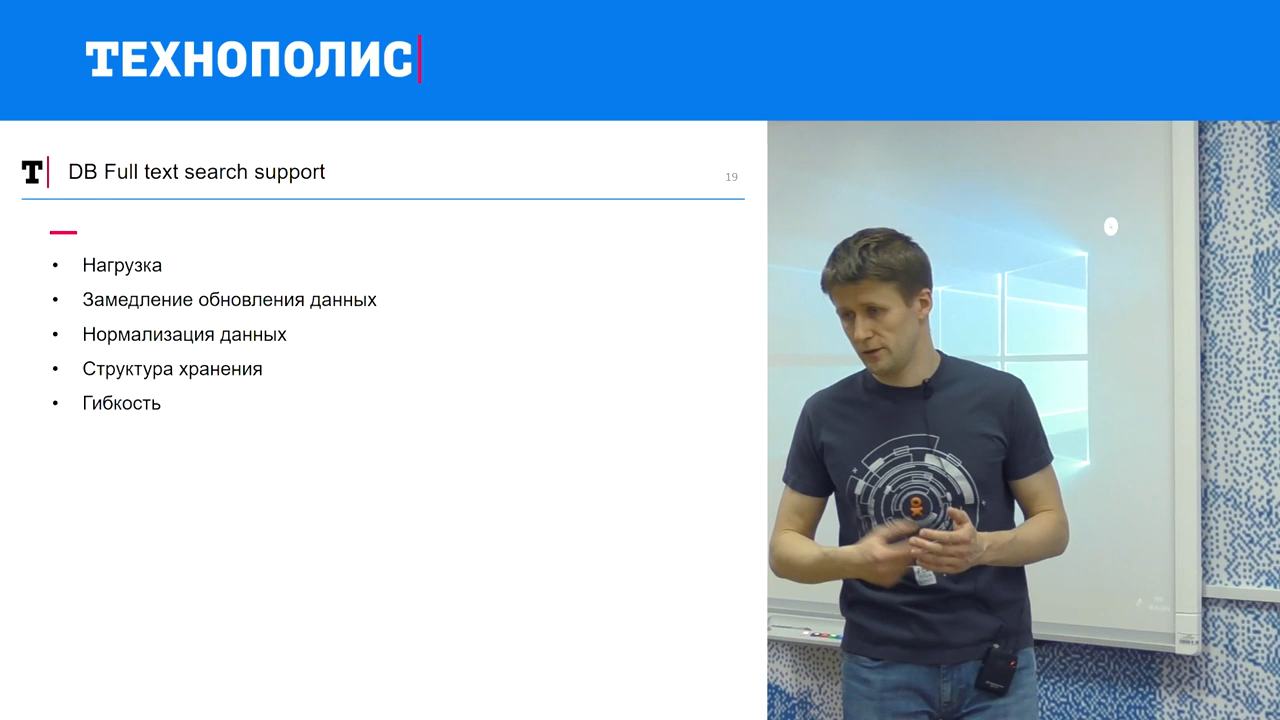 ТЕХНОПОЛИС
Т
DB Full text search support
19
• Нагрузка
• Замедление обновления данных
• Нормализация данных
• Структура хранения
• Гибкость